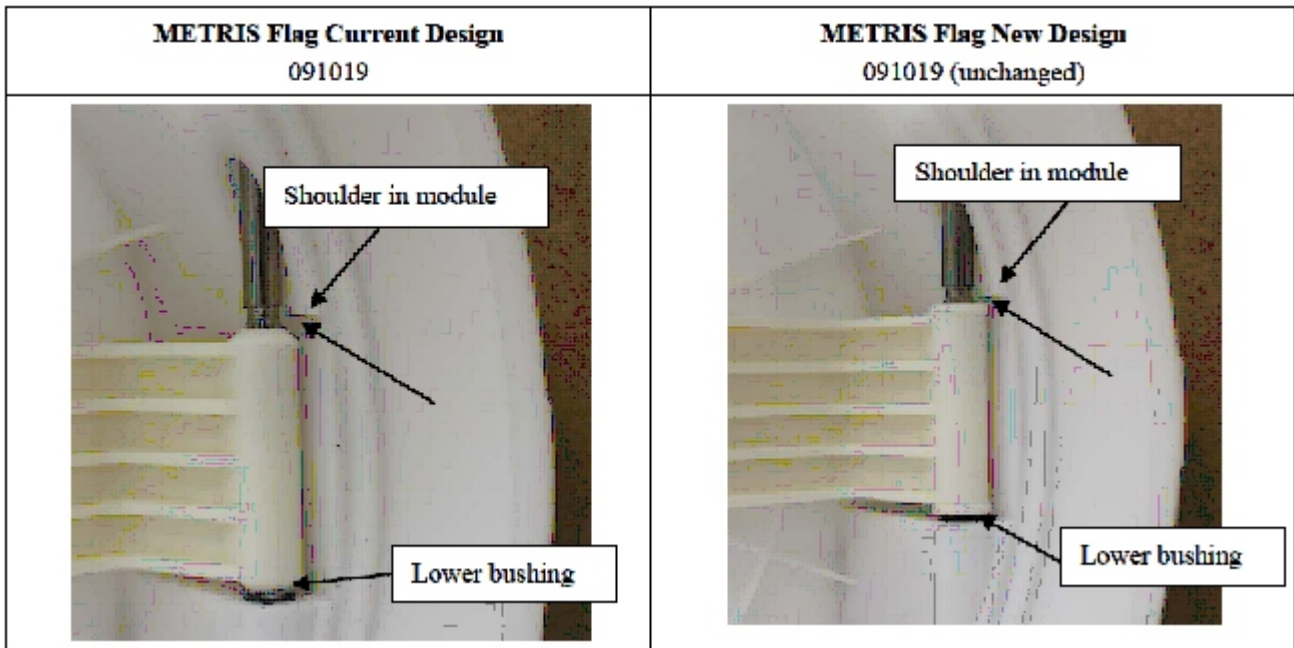 METRIS Flag Current Design
091019
METRIS Flag New Design
091019 (unchanged)
Shoulder in module
Lower bushing
Shoulder in module
Lower bushing